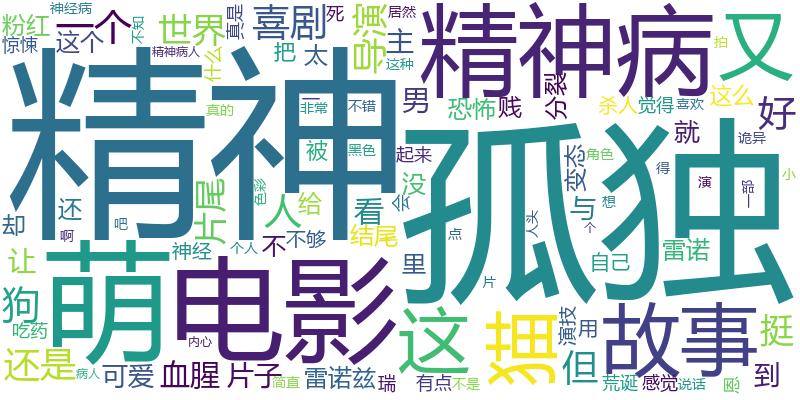 神经病
粉红
一个
喜剧
死
居然
真是
不知
惊悚
这个
精神病人
世界
什么
把
太
导演
主
这种
精神病
拍
又
精神
真的
一
非常
不错
男
恐怖
贱
分裂
杀人
觉得
喜欢
这么
好
被
黑色
起来
就
诡异
孤独
变态
角色
小
片尾
色彩
还
却
吧
啊
人
给
看
会
没
与
想
得
演
一部
人头
个
让
萌
神经
个人
不
不够
结尾
点
里
自己
雷诺
狗
电影
片
吃药
内心
这
猫
演技
用
故事
挺
还是
病人
可爱
血腥
片子
简直
雷诺兹
瑞
有点
不是
但
荒诞
感觉
说话
到